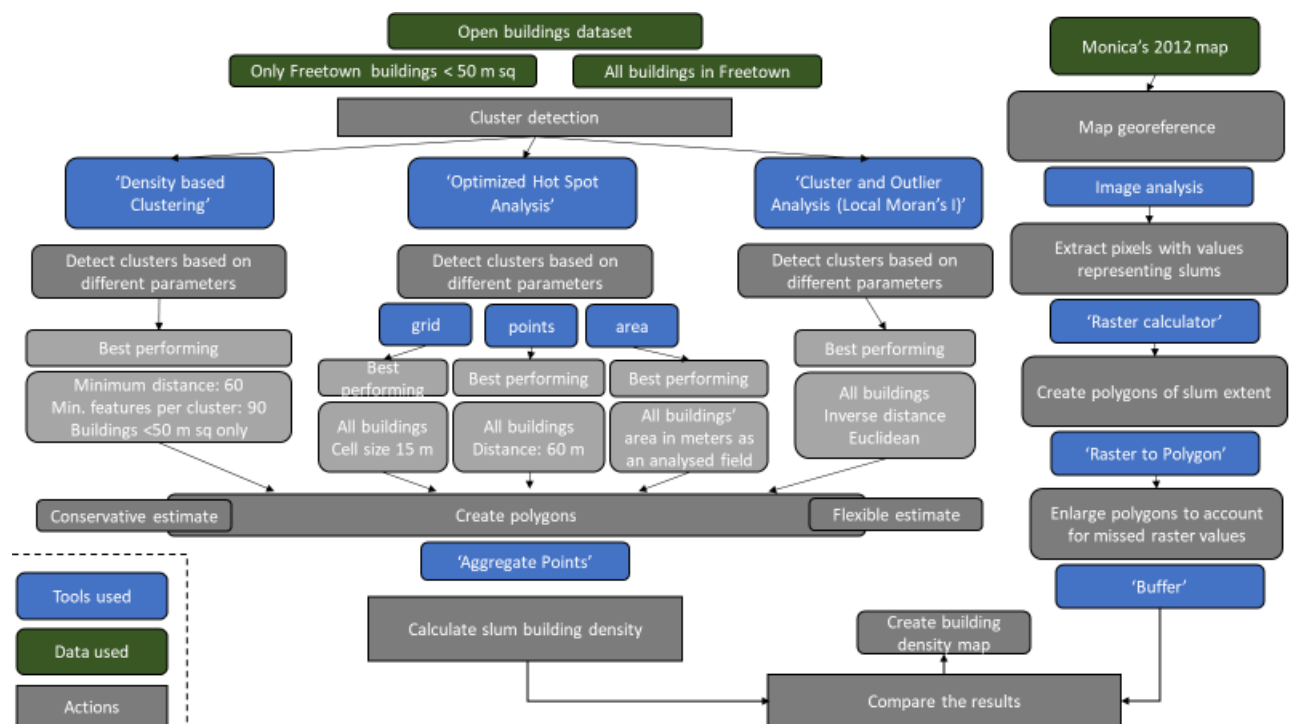 Open buildings dataset
Only Freetown buildings < 50 m sq
All buildings in Freetown
Cluster detection
‘Density based
Clustering’
‘Optimized Hot Spot
Analysis’
‘Cluster and Outlier
Analysis (Local Moran’s I)’
Detect clusters based on
different parameters
Detect clusters based on
different parameters
Detect clusters based on
different parameters
grid
points
area
Best performing
Best
performing
Best performing
Best performing
Best performing
Minimum distance: 60
Min. features per cluster: 90
Buildings <50 m sq only
All buildings
Cell size 15 m
All buildings
Distance: 60 m
All buildings’
area in meters as
an analysed field
All buildings
Inverse distance
Euclidean
Conservative estimate
Create polygons
Flexible estimate
‘Aggregate Points’
Calculate slum building density
Create building
density map
Compare the results
Monica’s 2012 map
Map georeference
Image analysis
Extract pixels with values
representing slums
‘Raster calculator’
Create polygons of slum extent
‘Raster to Polygon’
Enlarge polygons to account
for missed raster values
‘Buffer’
Tools used
Data used
Actions